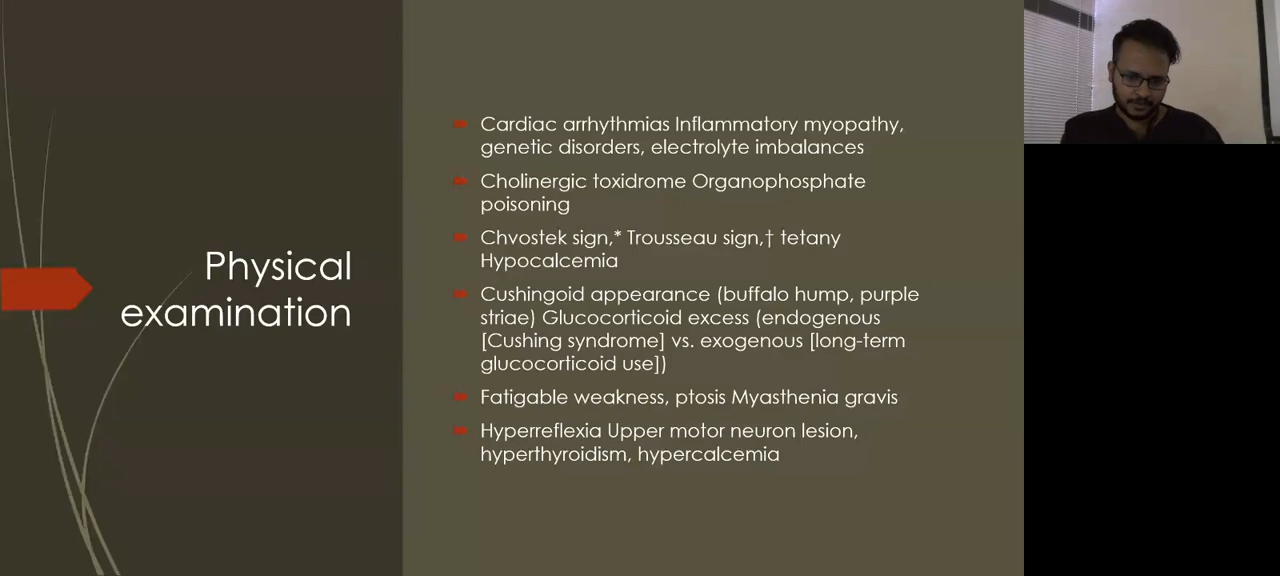 Physical
examination
Cardiac arrhythmias Inflammatory myopathy,
genetic disorders, electrolyte imbalances
Cholinergic toxidrome Organophosphate
poisoning
Chvostek sign,* Trousseau sign,† tetany
Hypocalcemia
Cushingoid appearance (buffalo hump, purple
striae) Glucocorticoid excess (endogenous
[Cushing syndrome] vs. exogenous [long-term
glucocorticoid use])
Fatigable weakness, ptosis Myasthenia gravis
Hyperreflexia Upper motor neuron lesion,
hyperthyroidism, hypercalcemia